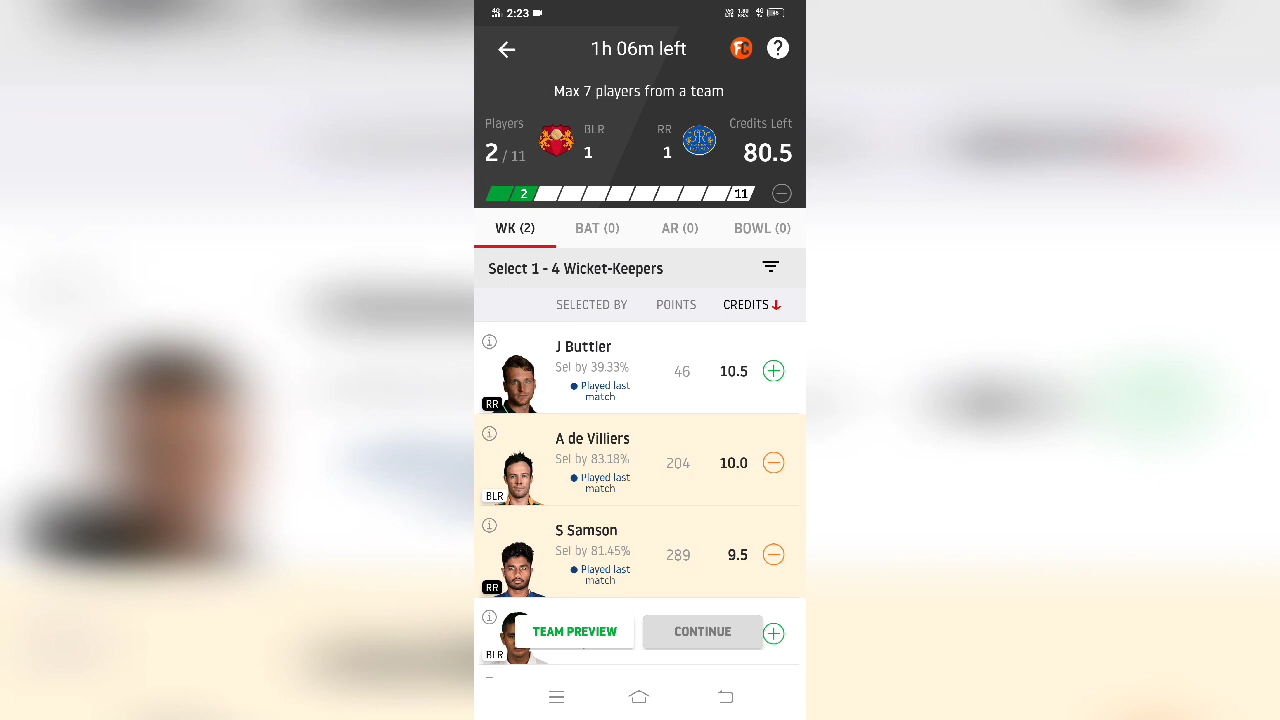 4G 2:23 4G 46
1h 06m left FC ?
Max 7 players from a team
Players BLR RR Credits Left
2 / 11 1 1 80.5
2 11
WK (2) BAT (0) AR (0) BOWL (0)
Select 1 - 4 Wicket-Keepers
SELECTED BY POINTS CREDITS
J Buttler
Sel by 39.33% 46 10.5
Played last
match
RR
A de Villiers
Sel by 83.18% 204 10.0
Played last
match
BLR
S Samson
Sel by 81.45% 289 9.5
Played last
match
RR
TEAM PREVIEW CONTINUE
BLR